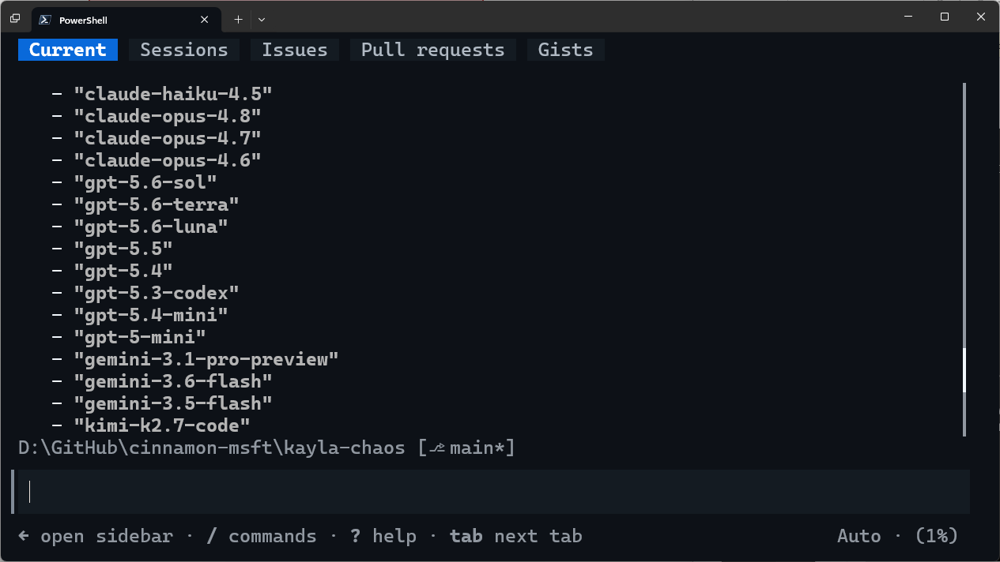 PowerShell
Current Sessions Issues Pull requests Gists
- "claude-haiku-4.5"
- "claude-opus-4.8"
- "claude-opus-4.7"
- "claude-opus-4.6"
- "gpt-5.6-sol"
- "gpt-5.6-terra"
- "gpt-5.6-luna"
- "gpt-5.5"
- "gpt-5.4"
- "gpt-5.3-codex"
- "gpt-5.4-mini"
- "gpt-5-mini"
- "gemini-3.1-pro-preview"
- "gemini-3.6-flash"
- "gemini-3.5-flash"
- "kimi-k2.7-code"
D:\GitHub\cinnamon-msft\kayla-chaos [⎇ main*]
← open sidebar · / commands · ? help · tab next tab Auto · (1%)